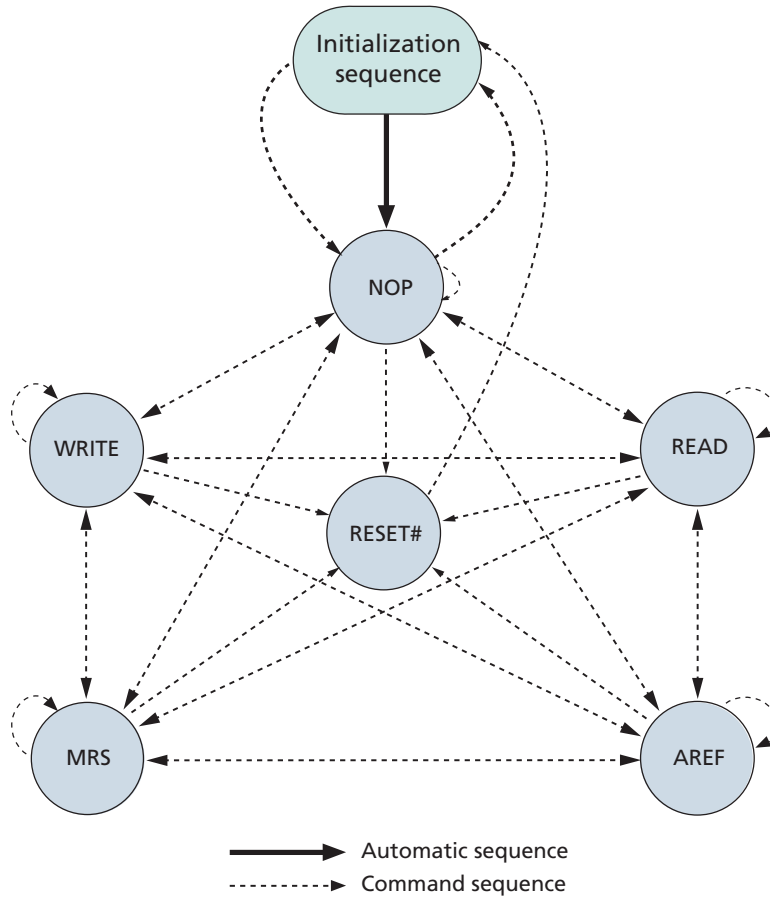 Initialization
sequence
NOP
WRITE
READ
RESET#
MRS
AREF
Automatic sequence
Command sequence